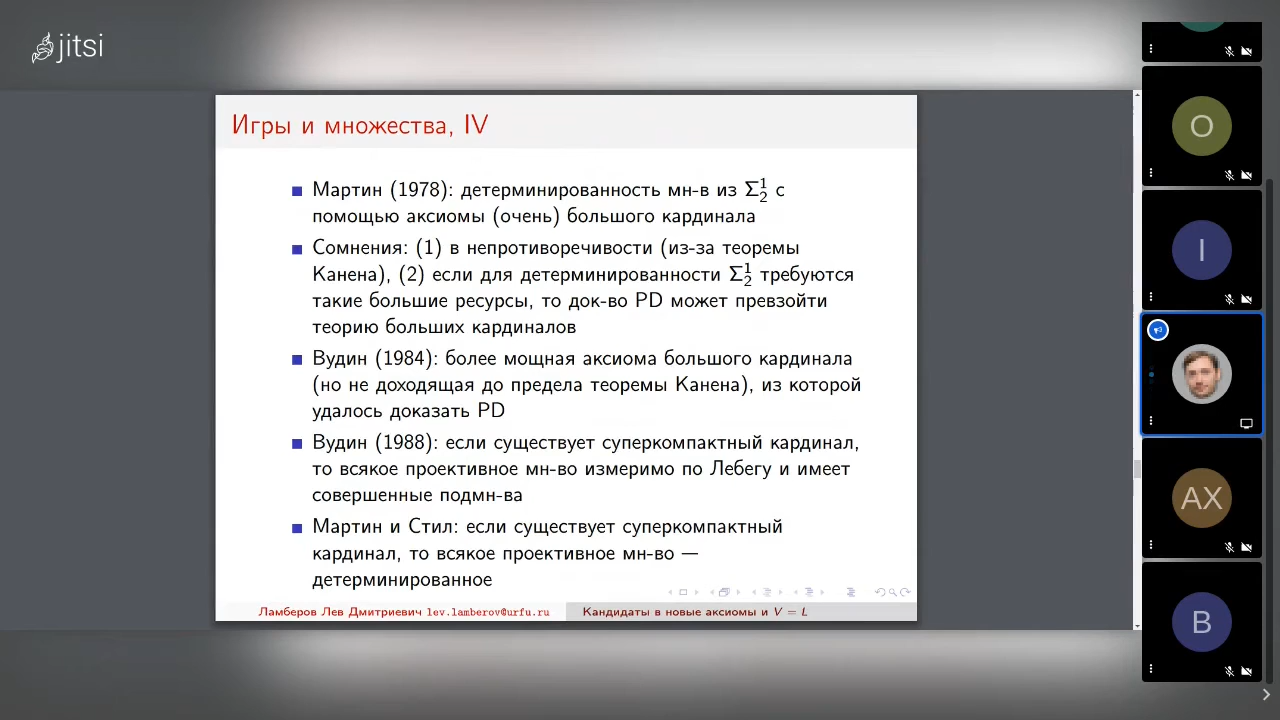 jitsi
Игры и множества, IV
Мартин (1978): детерминированность мн-в из Σ¹₂ с
помощью аксиомы (очень) большого кардинала
Сомнения: (1) в непротиворечивости (из-за теоремы
Канена), (2) если для детерминированности Σ¹₂ требуются
такие большие ресурсы, то док-во PD может превзойти
теорию больших кардиналов
Вудин (1984): более мощная аксиома большого кардинала
(но не доходящая до предела теоремы Канена), из которой
удалось доказать PD
Вудин (1988): если существует суперкомпактный кардинал,
то всякое проективное мн-во измеримо по Лебегу и имеет
совершенные подмн-ва
Мартин и Стил: если существует суперкомпактный
кардинал, то всякое проективное мн-во —
детерминированное
Ламберов Лев Дмитриевич lev.lamberov@urfu.ru
Кандидаты в новые аксиомы и V = L
O
I
AX
B